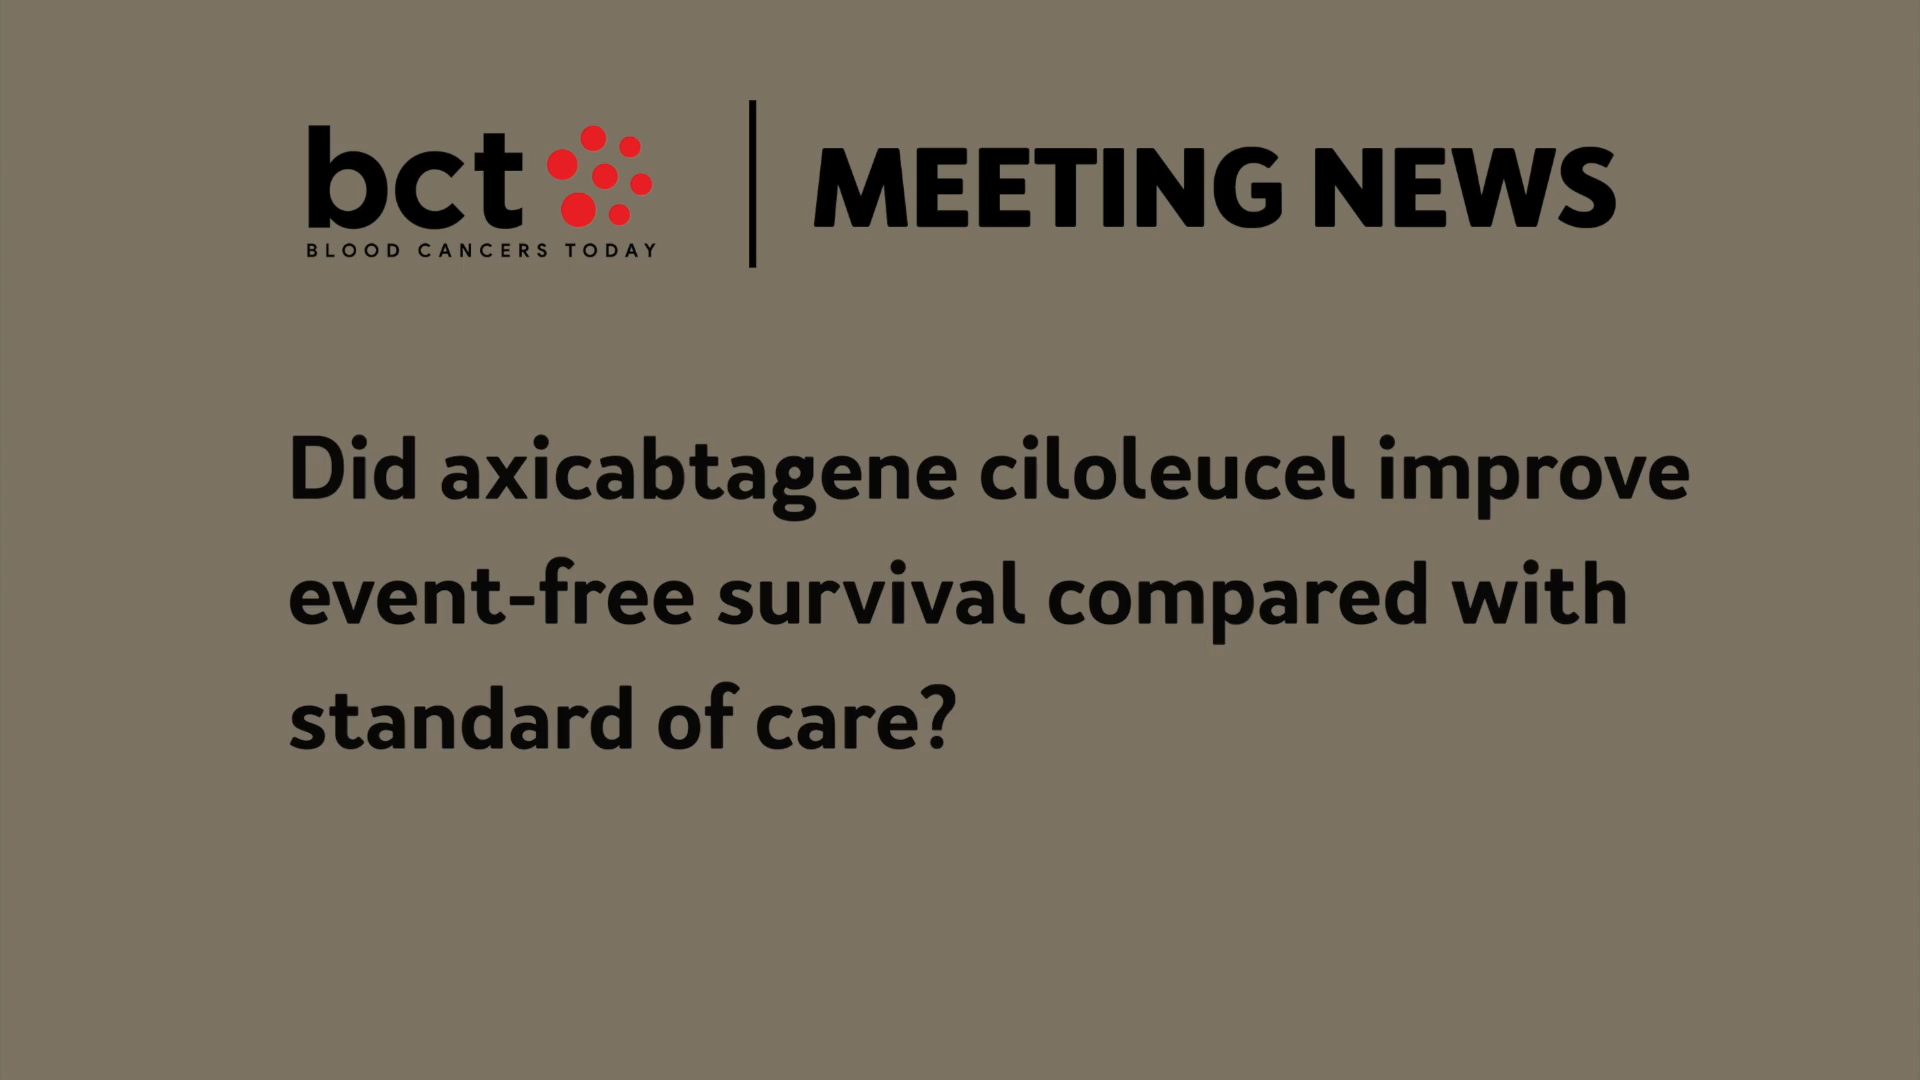 bct
BLOOD CANCERS TODAY
MEETING NEWS
Did axicabtagene ciloleucel improve
event-free survival compared with
standard of care?